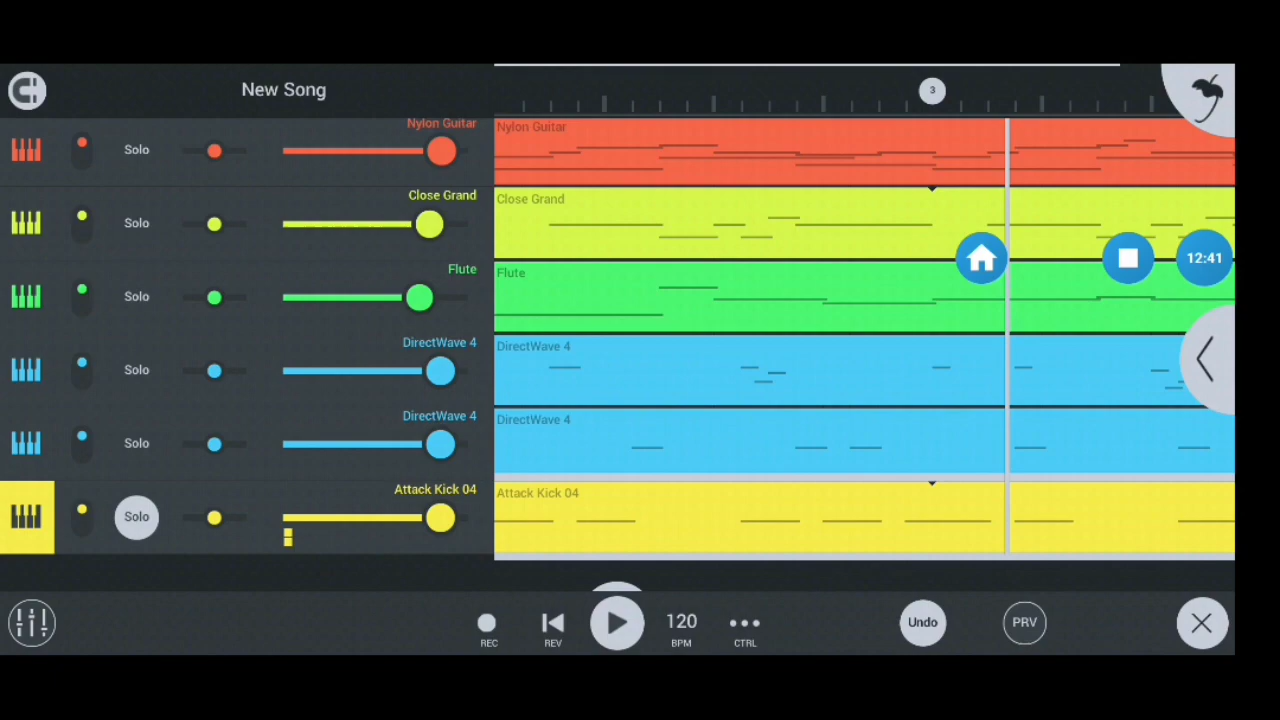 New Song
3
Nylon Guitar
Nylon Guitar
Solo
Close Grand
Close Grand
Solo
12:41
Flute
Flute
Solo
DirectWave 4
DirectWave 4
Solo
DirectWave 4
DirectWave 4
Solo
Attack Kick 04
Attack Kick 04
Solo
120
Undo
PRV
REC
REV
BPM
CTRL